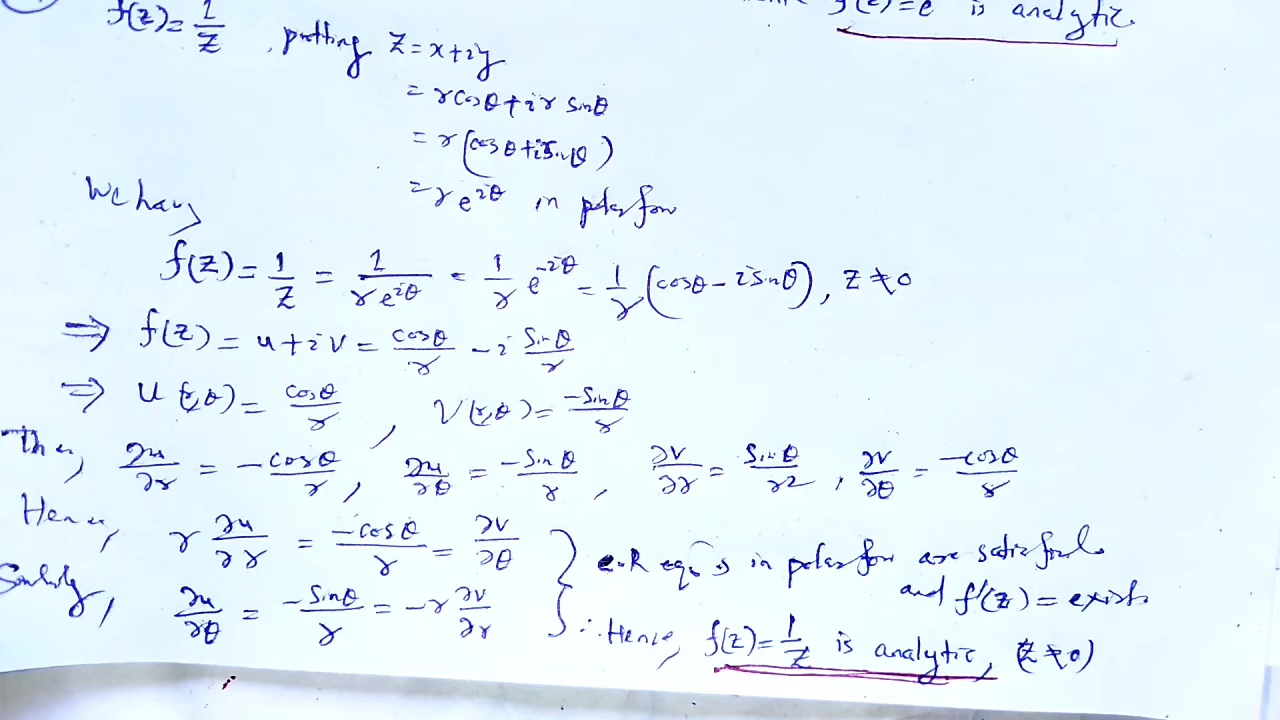 f(z)=e is analytic.
f(z)= 1/z , putting z=x+iy
= r cosθ + i r sinθ
= r (cosθ + i sinθ)
= r e^{iθ} in polar form
We have,
f(z) = 1/z = 1/(r e^{iθ}) = 1/r e^{-iθ} = 1/r (cosθ - i sinθ), z ≠ 0
⇒ f(z) = u+iv = cosθ/r - i sinθ/r
⇒ u(r,θ) = cosθ/r , v(r,θ) = -sinθ/r
Then, ∂u/∂r = -cosθ/r , ∂u/∂θ = -sinθ/r , ∂v/∂r = sinθ/r2 , ∂v/∂θ = -cosθ/r
Hence, r ∂u/∂r = -cosθ/r = ∂v/∂θ } C-R eqn's in polar form are satisfied
and f'(z) = exists
∂u/∂θ = -sinθ/r = -r ∂v/∂r
∴ Hence, f(z)= 1/z is analytic, (z≠0)